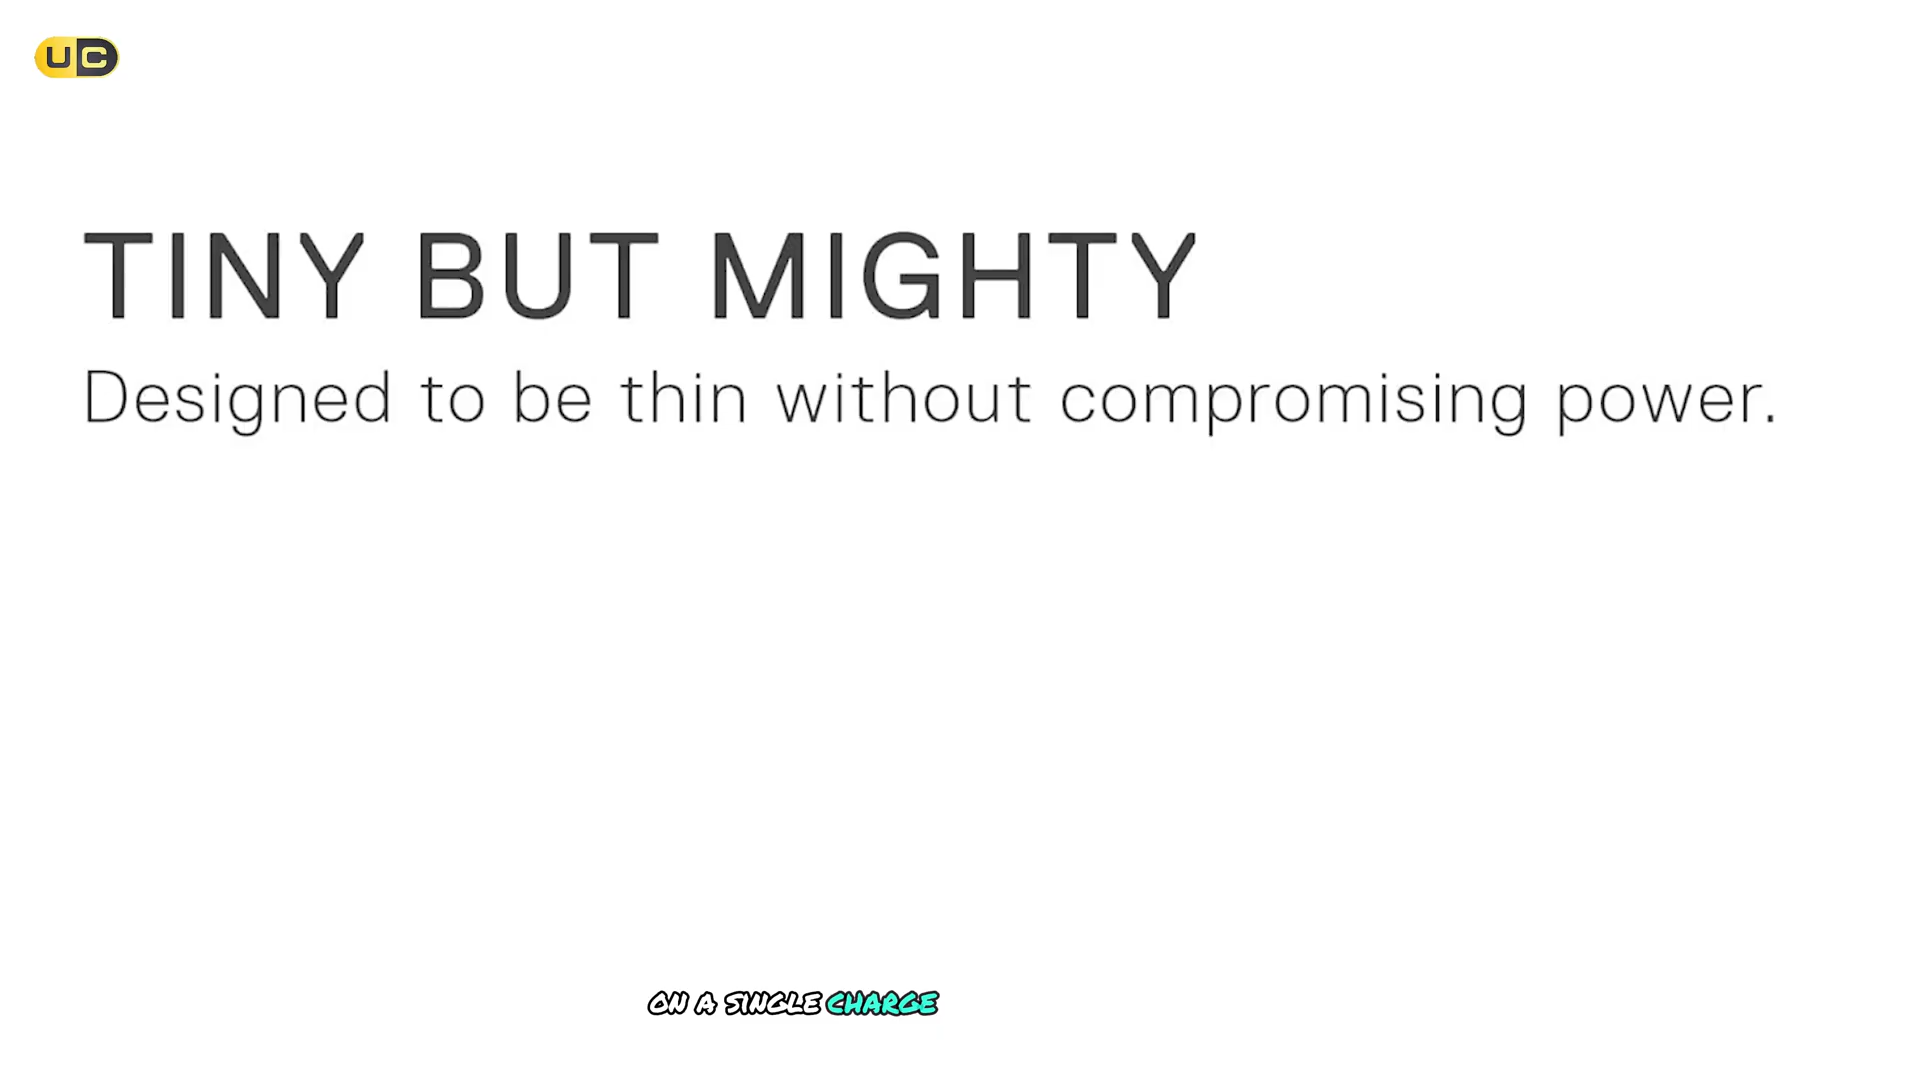 UC
TINY BUT MIGHTY
Designed to be thin without compromising power.
ON A SINGLE CHARGE